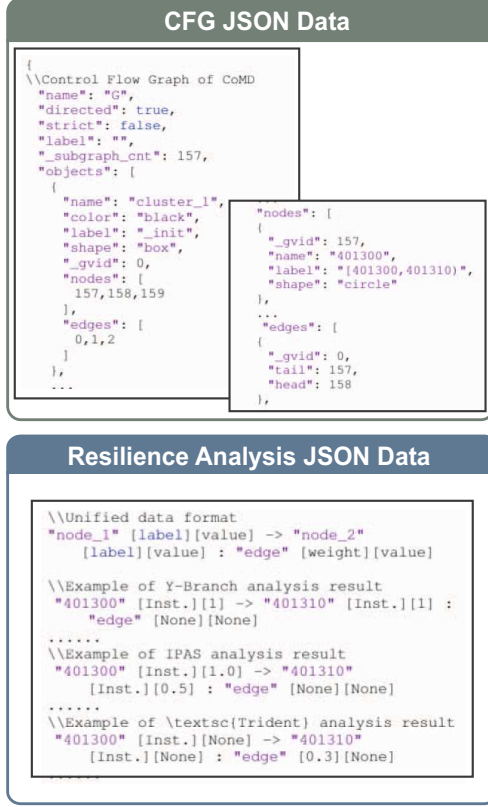 CFG JSON Data
{
\\Control Flow Graph of CoMD
"name": "G",
"directed": true,
"strict": false,
"label": "",
"_subgraph_cnt": 157,
"objects": [
{
"name": "cluster_1",
"color": "black",
"label": "_init",
"shape": "box",
"_gvid": 0,
"nodes": [
157,158,159
],
"edges": [
0,1,2
]
},
...
...
"nodes": [
{
"_gvid": 157,
"name": "401300",
"label": "[401300,401310)",
"shape": "circle"
},
...
"edges": [
{
"_gvid": 0,
"tail": 157,
"head": 158
},
Resilience Analysis JSON Data
\\Unified data format
"node_1" [label][value] -> "node_2"
[label][value] : "edge" [weight][value]
\\Example of Y-Branch analysis result
"401300" [Inst.][1] -> "401310" [Inst.][1] :
"edge" [None][None]
......
\\Example of IPAS analysis result
"401300" [Inst.][1.0] -> "401310"
[Inst.][0.5] : "edge" [None][None]
......
\\Example of \textsc{Trident} analysis result
"401300" [Inst.][None] -> "401310"
[Inst.][None] : "edge" [0.3][None]
......